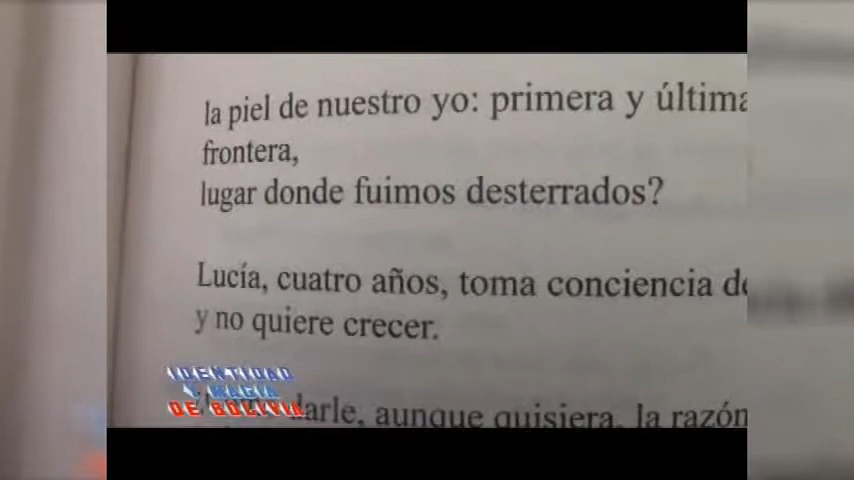 la piel de nuestro yo: primera y última
frontera,
lugar donde fuimos desterrados?
Lucía, cuatro años, toma conciencia de
y no quiere crecer.
darle, aunque quisiera, la razón
IDENTIDAD
Y MAGIA
DE BOLIVIA